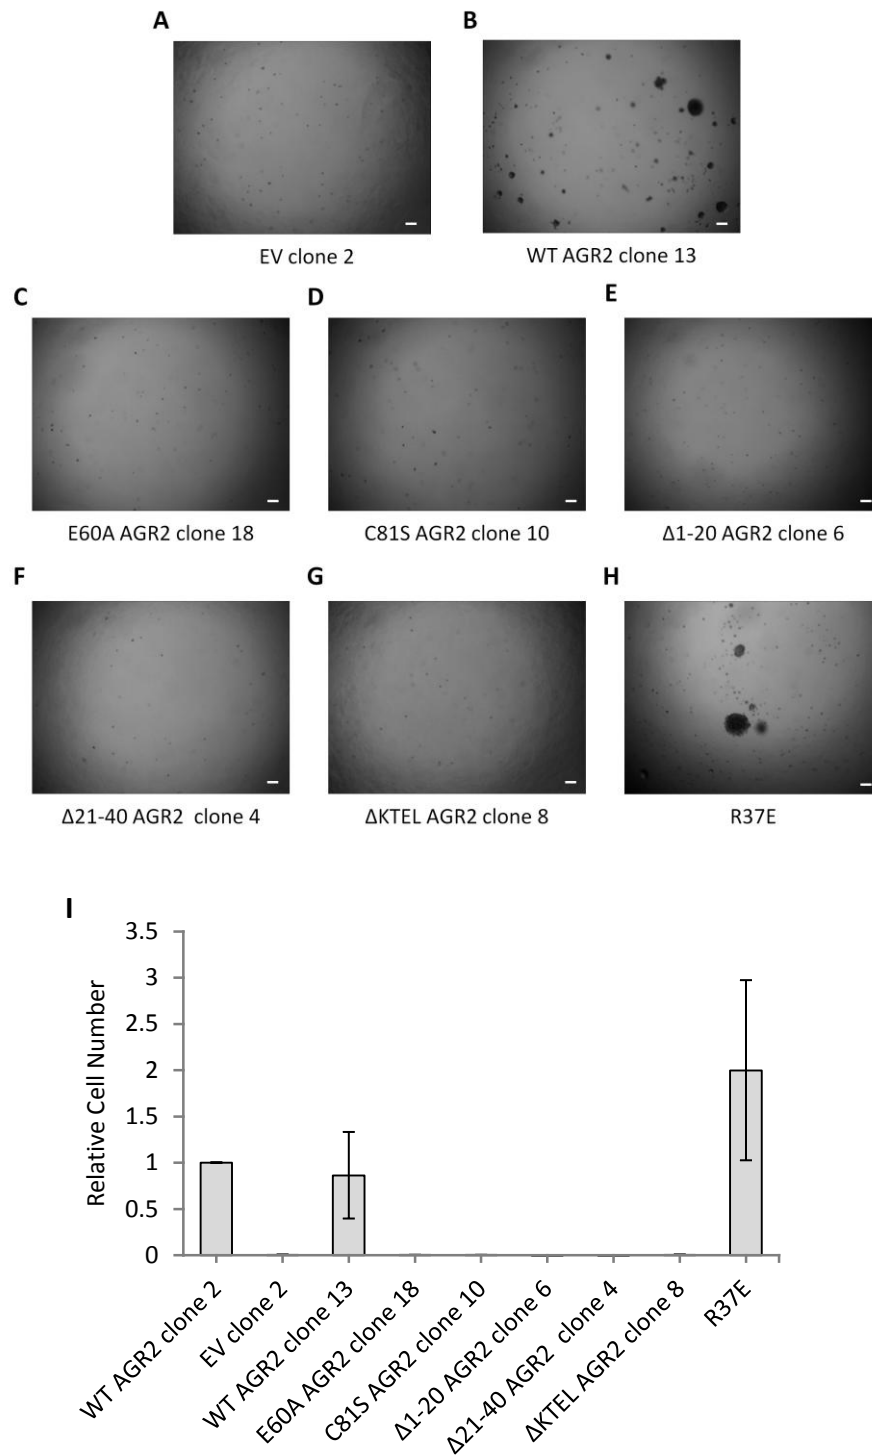 A
B
EV clone 2
WT AGR2 clone 13
C
D
E
E60A AGR2 clone 18
C81S AGR2 clone 10
Δ1-20 AGR2 clone 6
F
G
H
Δ21-40 AGR2 clone 4
ΔKTEL AGR2 clone 8
R37E
I
Relative Cell Number
3.5
3
2.5
2
1.5
1
0.5
0
WT AGR2 clone 2
EV clone 2
WT AGR2 clone 13
E60A AGR2 clone 18
C81S AGR2 clone 10
Δ1-20 AGR2 clone 6
Δ21-40 AGR2 clone 4
ΔKTEL AGR2 clone 8
R37E